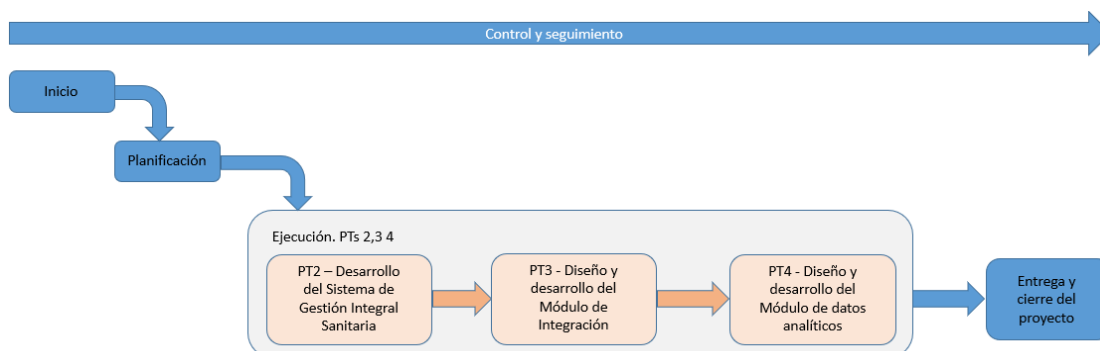 Control y seguimiento
Inicio
Planificación
Ejecución. PTs 2,3 4
PT2 – Desarrollo
del Sistema de
Gestión Integral
Sanitaria
PT3 - Diseño y
desarrollo del
Módulo de
Integración
PT4 - Diseño y
desarrollo del
Módulo de datos
analíticos
Entrega y
cierre del
proyecto